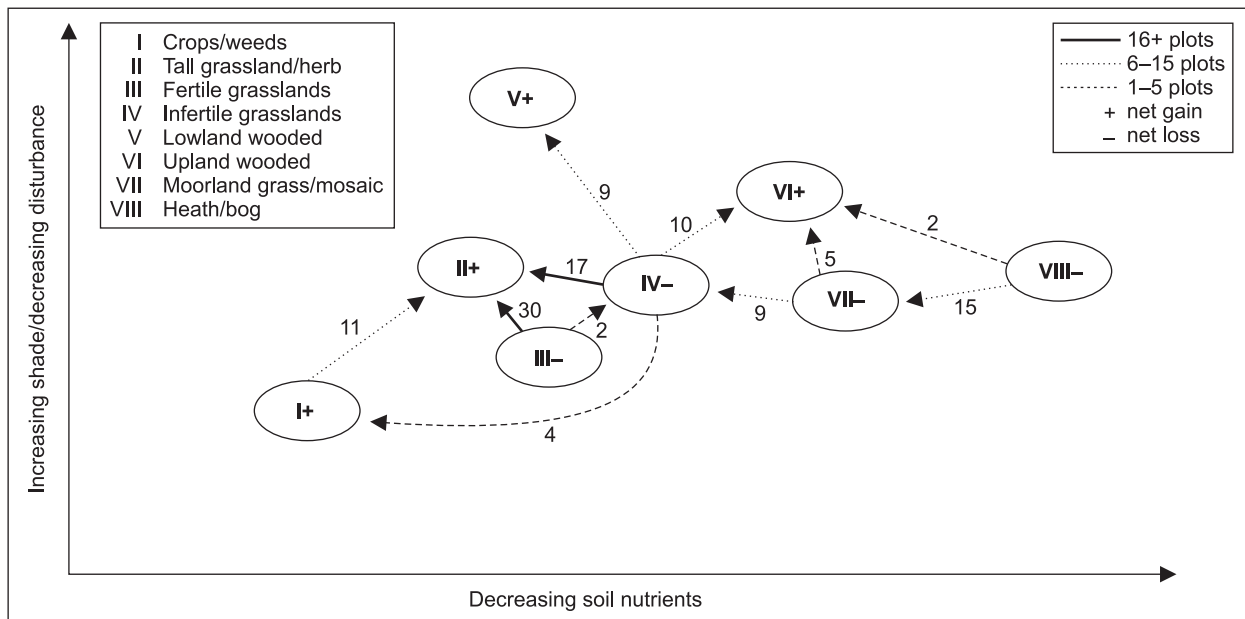 I Crops/weeds
II Tall grassland/herb
III Fertile grasslands
IV Infertile grasslands
V Lowland wooded
VI Upland wooded
VII Moorland grass/mosaic
VIII Heath/bog
16+ plots
6–15 plots
1–5 plots
+ net gain
– net loss
V+
9
VI+
10
2
II+
17
IV–
5
VIII–
VII–
9
15
30
2
11
III–
I+
4
Increasing shade/decreasing disturbance
Decreasing soil nutrients